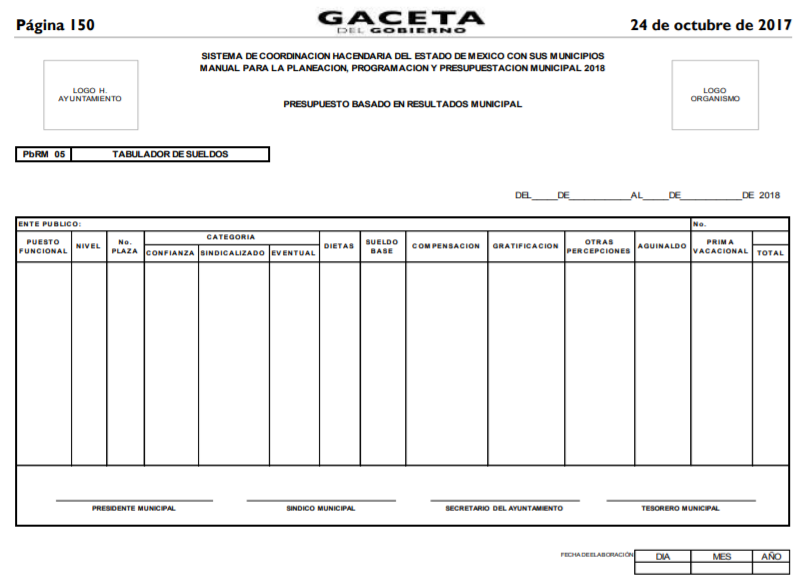 Página 150
GACETA
DEL GOBIERNO
24 de octubre de 2017
SISTEMA DE COORDINACION HACENDARIA DEL ESTADO DE MEXICO CON SUS MUNICIPIOS
MANUAL PARA LA PLANEACION, PROGRAMACION Y PRESUPUESTACION MUNICIPAL 2018
LOGO H.
AYUNTAMIENTO
LOGO
ORGANISMO
PRESUPUESTO BASADO EN RESULTADOS MUNICIPAL
PbRM 05 TABULADOR DE SUELDOS
DEL_____DE_____________AL_____DE_____________DE 2018
ENTE PUBLICO: No.
PUESTO
FUNCIONAL
NIVEL
No.
PLAZA
CATEGORIA
CONFIANZA SINDICALIZADO EVENTUAL
DIETAS
SUELDO
BASE
COMPENSACION
GRATIFICACION
OTRAS
PERCEPCIONES
AGUINALDO
PRIMA
VACACIONAL
TOTAL
PRESIDENTE MUNICIPAL SINDICO MUNICIPAL SECRETARIO DEL AYUNTAMIENTO TESORERO MUNICIPAL
FECHA DE ELABORACIÓN DIA MES AÑO